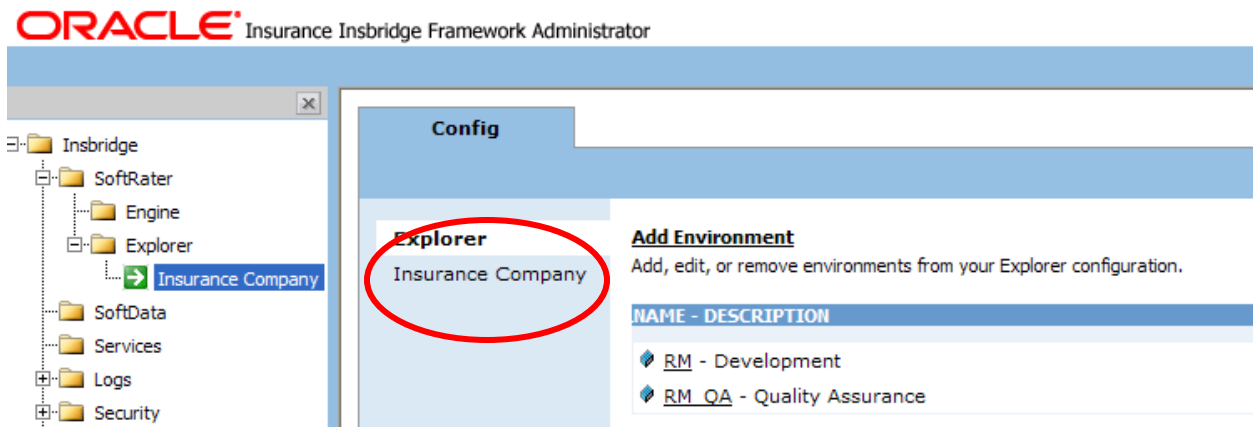 ORACLE Insurance Insbridge Framework Administrator
Insbridge
SoftRater
Engine
Explorer
Insurance Company
SoftData
Services
Logs
Security
Config
Explorer
Insurance Company
Add Environment
Add, edit, or remove environments from your Explorer configuration.
NAME - DESCRIPTION
RM - Development
RM_QA - Quality Assurance